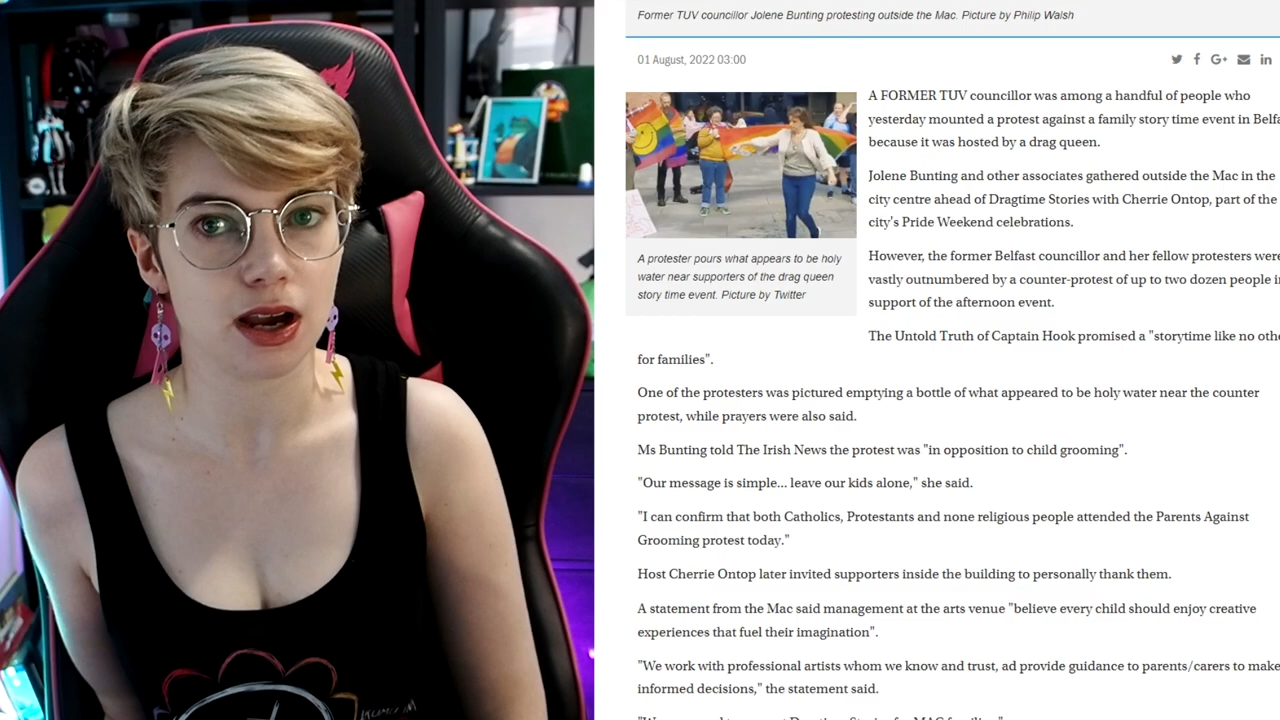 Former TUV councillor Jolene Bunting protesting outside the Mac. Picture by Philip Walsh
01 August, 2022 03:00
A FORMER TUV councillor was among a handful of people who
yesterday mounted a protest against a family story time event in
because it was hosted by a drag queen.
Jolene Bunting and other associates gathered outside the Mac in the
city centre ahead of Dragtime Stories with Cherrie Ontop, part of the
city's Pride Weekend celebrations.
However, the former Belfast councillor and her fellow protesters were
vastly outnumbered by a counter-protest of up to two dozen people
support of the afternoon event.
A protester pours what appears to be holy
water near supporters of the drag queen
story time event. Picture by Twitter
The Untold Truth of Captain Hook promised a "storytime like no
for families".
One of the protesters was pictured emptying a bottle of what appeared to be holy water near the counter
protest, while prayers were also said.
Ms Bunting told The Irish News the protest was "in opposition to child grooming".
"Our message is simple... leave our kids alone," she said.
"I can confirm that both Catholics, Protestants and none religious people attended the Parents Against
Grooming protest today."
Host Cherrie Ontop later invited supporters inside the building to personally thank them.
A statement from the Mac said management at the arts venue "believe every child should enjoy creative
experiences that fuel their imagination".
"We work with professional artists whom we know and trust, ad provide guidance to parents/carers to make
informed decisions," the statement said.